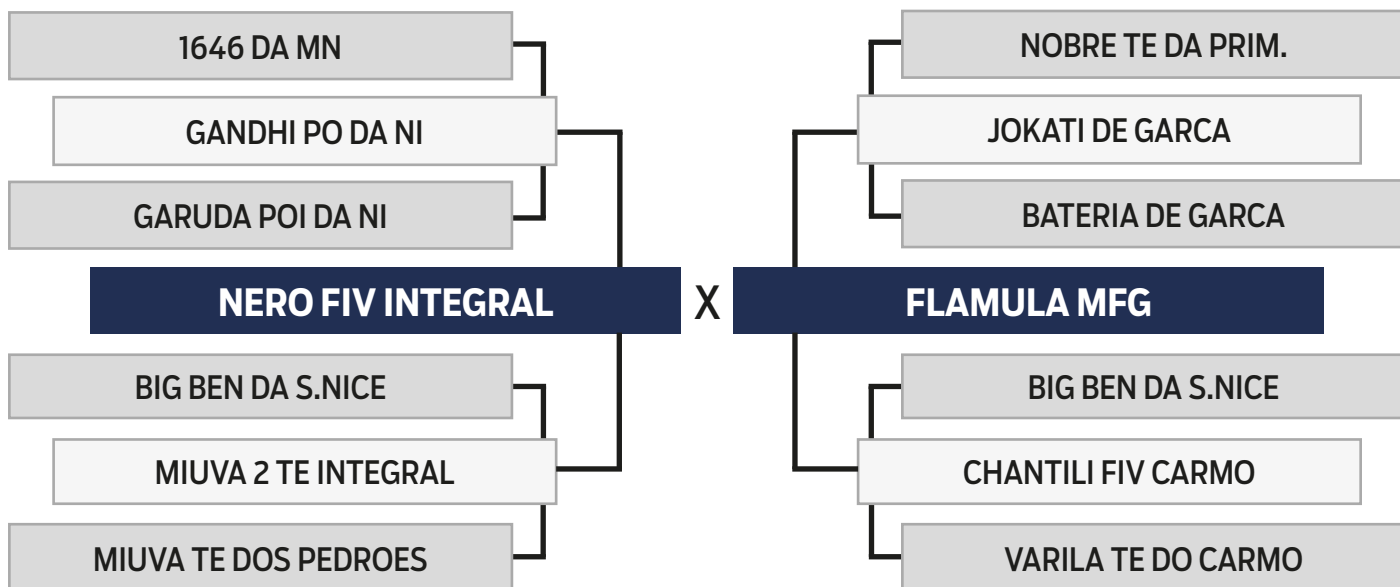 1646 DA MN
GANDHI PO DA NI
GARUDA POI DA NI
NERO FIV INTEGRAL
BIG BEN DA S.NICE
MIUVA 2 TE INTEGRAL
MIUVA TE DOS PEDROES
X
NOBRE TE DA PRIM.
JOKATI DE GARCA
BATERIA DE GARCA
FLAMULA MFG
BIG BEN DA S.NICE
CHANTILI FIV CARMO
VARILA TE DO CARMO